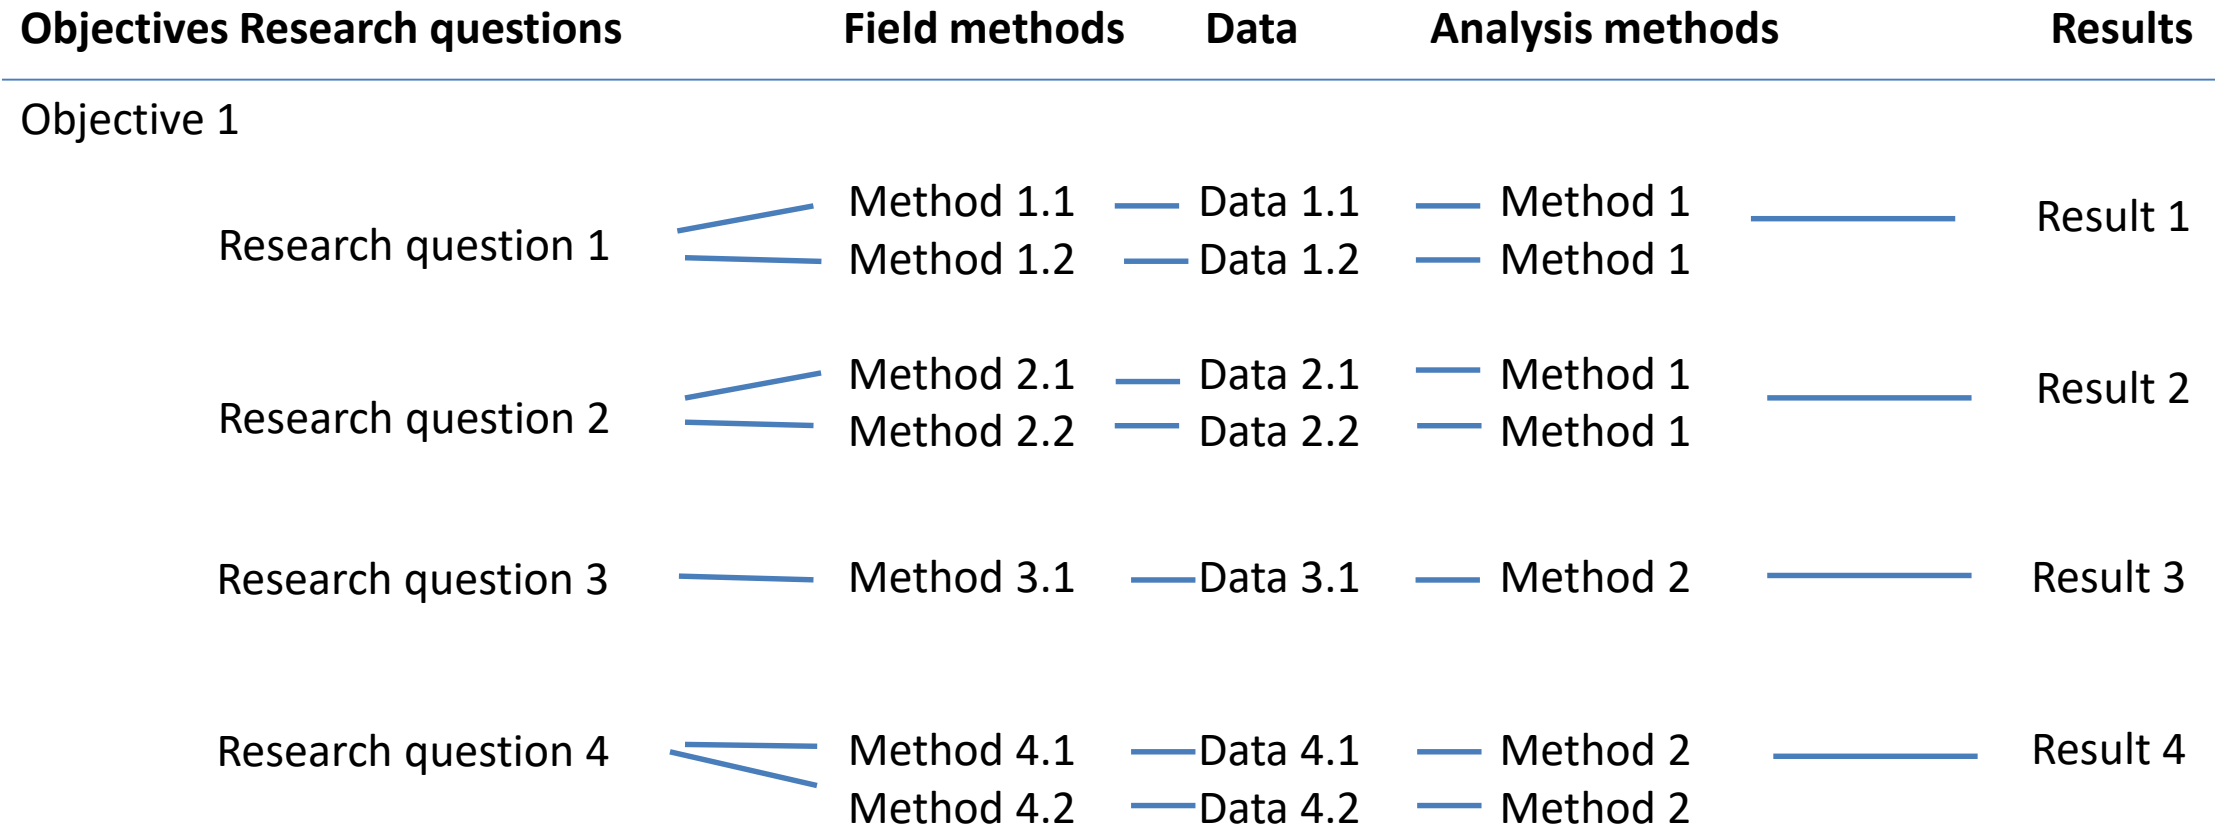 Objectives Research questions Field methods Data Analysis methods Results
Objective 1
Method 1.1 Data 1.1 Method 1 Result 1
Research question 1
Method 1.2 Data 1.2 Method 1
Method 2.1 Data 2.1 Method 1 Result 2
Research question 2
Method 2.2 Data 2.2 Method 1
Research question 3 Method 3.1 Data 3.1 Method 2 Result 3
Research question 4 Method 4.1 Data 4.1 Method 2 Result 4
Method 4.2 Data 4.2 Method 2